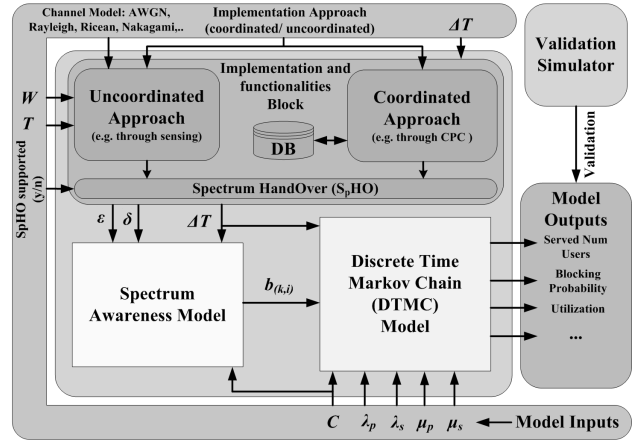 Channel Model: AWGN,
Rayleigh, Ricean, Nakagami,..
Implementation Approach
(coordinated/ uncoordinated)
ΔT
Validation
Simulator
Implementation and
functionalities
Block
Uncoordinated
Approach
(e.g. through sensing)
Coordinated
Approach
(e.g. through CPC )
W
T
DB
Validation
SpHO supported
(y/n)
Spectrum HandOver (SpHO)
ε
δ
ΔT
Model
Outputs
Served Num
Users
Blocking
Probability
Utilization
...
Spectrum
Awareness Model
b(k,i)
Discrete Time
Markov Chain
(DTMC)
Model
C
λp
λs
μp
μs
Model Inputs